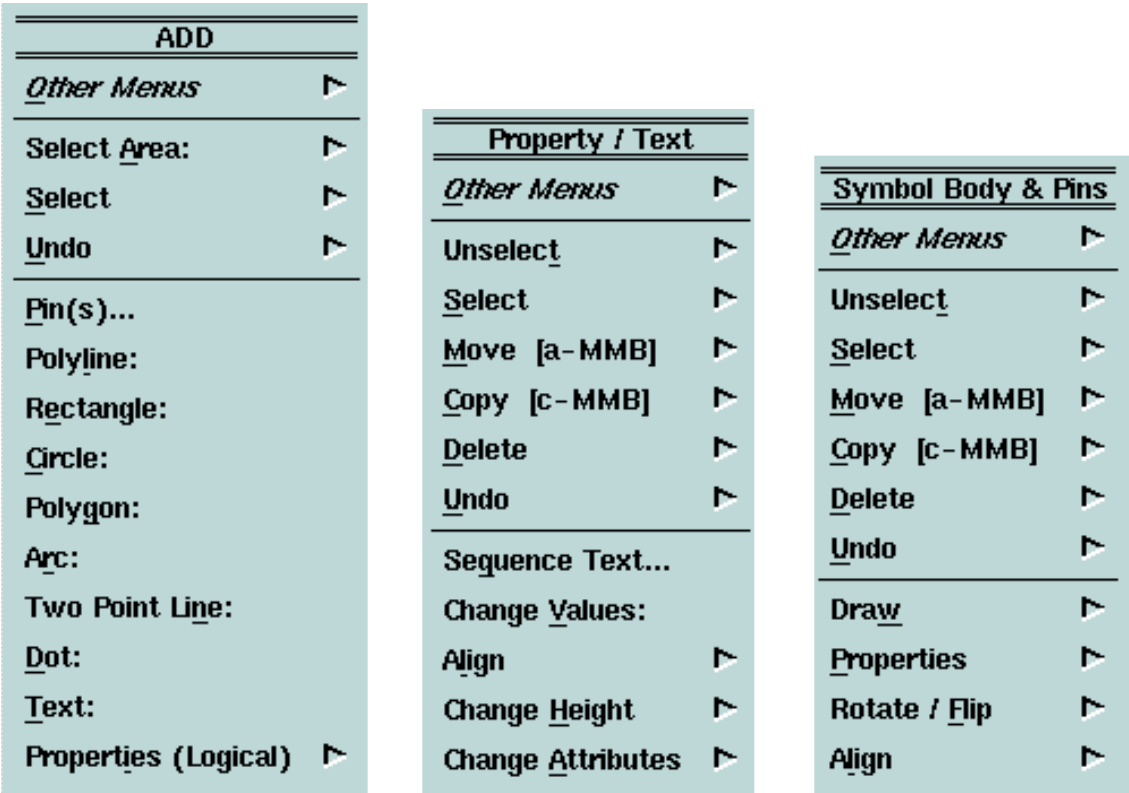 ADD
Other Menus
Select Area:
Select
Undo
Pin(s)...
Polyline:
Rectangle:
Circle:
Polygon:
Arc:
Two Point Line:
Dot:
Text:
Properties (Logical)
Property / Text
Other Menus
Unselect
Select
Move [a-MMB]
Copy [c-MMB]
Delete
Undo
Sequence Text...
Change Values:
Align
Change Height
Change Attributes
Symbol Body & Pins
Other Menus
Unselect
Select
Move [a-MMB]
Copy [c-MMB]
Delete
Undo
Draw
Properties
Rotate / Flip
Align